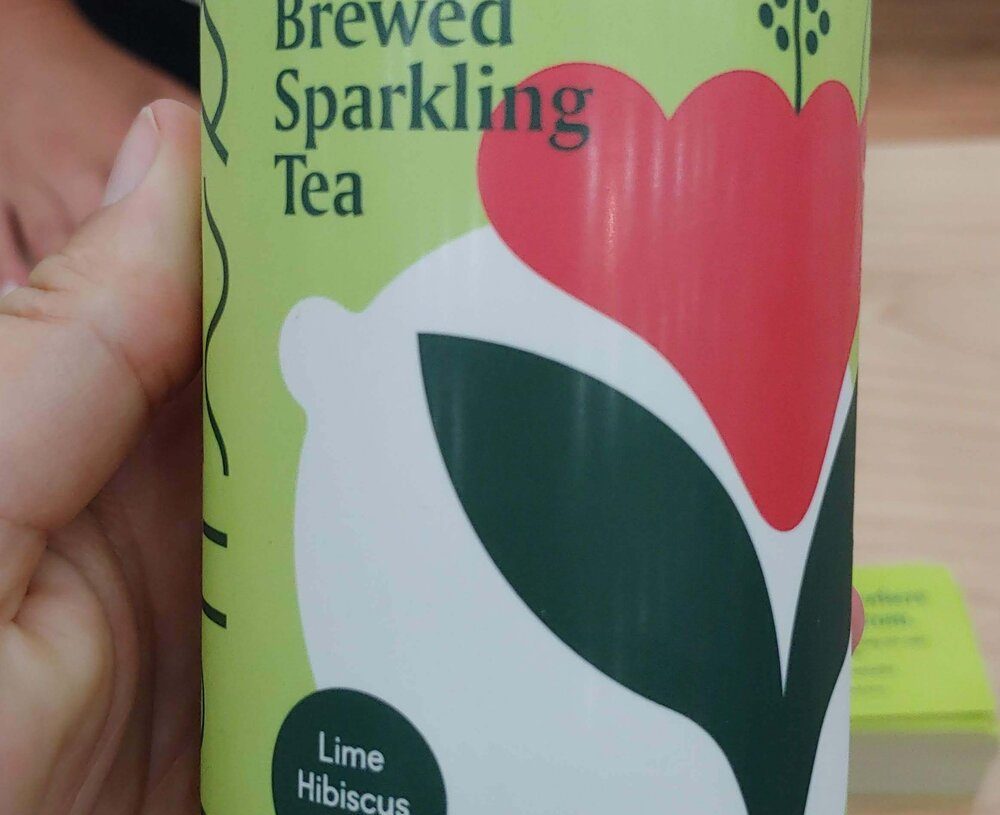 Brewed
Sparkling
Tea
Lime
Hibiscus